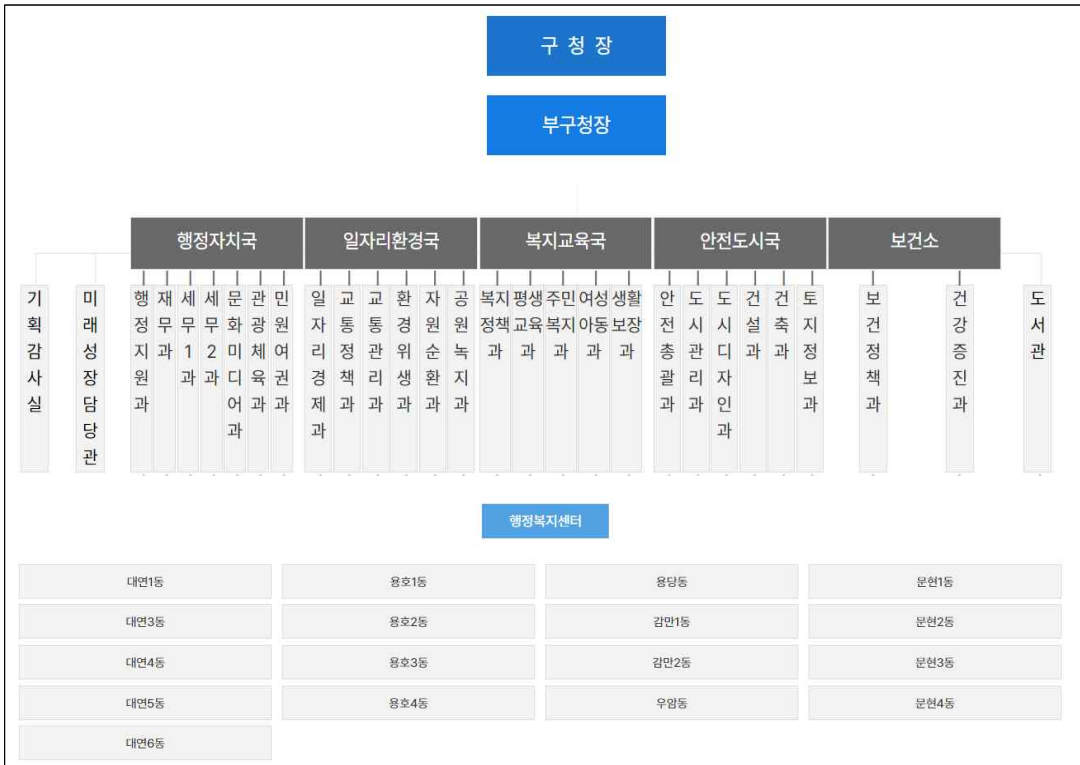 구 청 장
부구청장
행정자치국
일자리환경국
복지교육국
안전도시국
보건소
기획감사실
미래성장담당관
행정지원과
재무과
세무1과
세무2과
문화미디어과
관광체육과
민원여권과
일자리경제과
교통정책과
교통관리과
환경위생과
자원순환과
공원녹지과
복지정책과
평생교육과
주민복지과
여성아동과
생활보장과
안전총괄과
도시관리과
도시디자인과
건설과
건축과
토지정보과
보건정책과
건강증진과
도서관
행정복지센터
대연1동
용호1동
용당동
문현1동
대연3동
용호2동
감만1동
문현2동
대연4동
용호3동
감만2동
문현3동
대연5동
용호4동
우암동
문현4동
대연6동